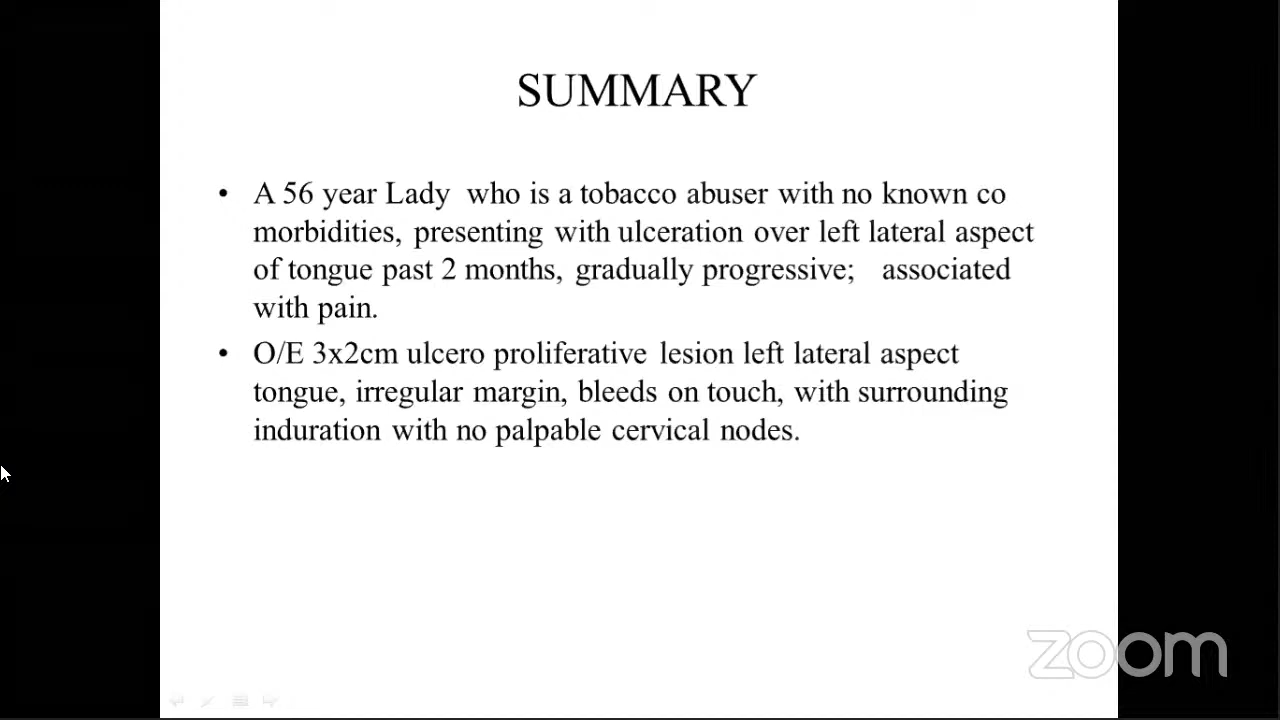 SUMMARY
• A 56 year Lady who is a tobacco abuser with no known co
morbidities, presenting with ulceration over left lateral aspect
of tongue past 2 months, gradually progressive; associated
with pain.
• O/E 3x2cm ulcero proliferative lesion left lateral aspect
tongue, irregular margin, bleeds on touch, with surrounding
induration with no palpable cervical nodes.
zoom